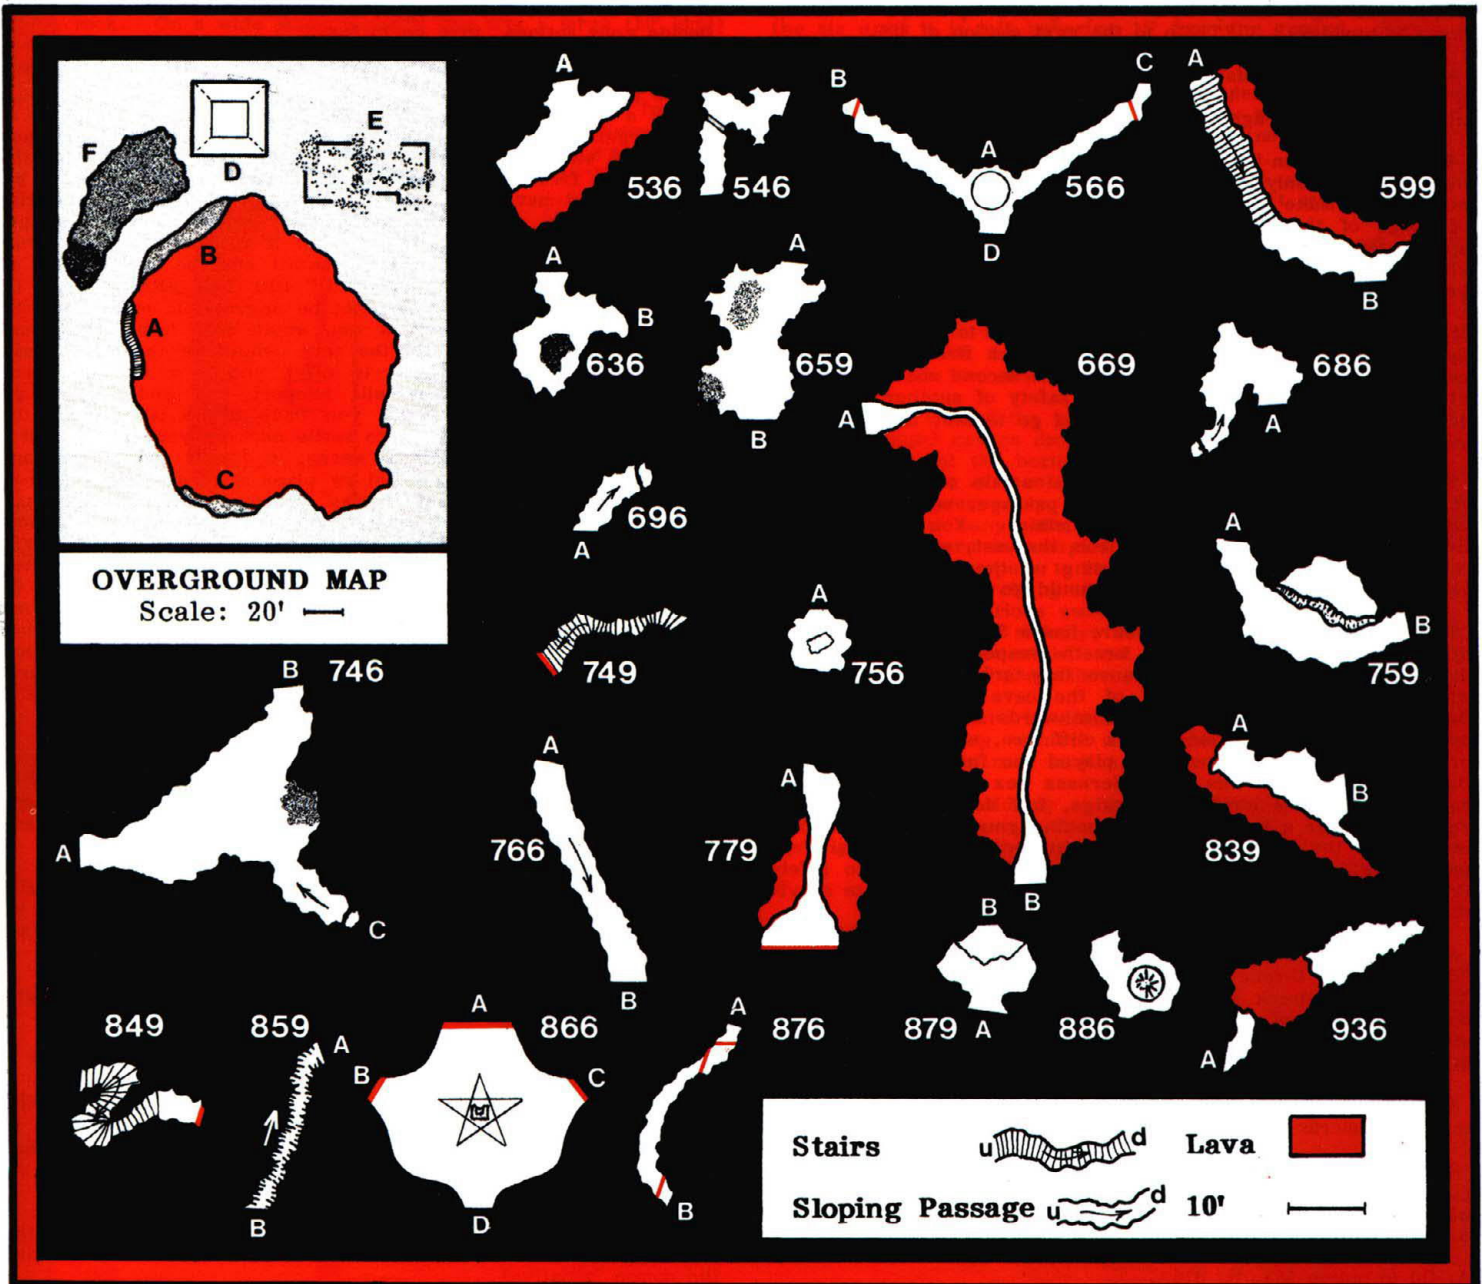 F
D
E
B
A
C
OVERGROUND MAP
Scale: 20'
A
536
546
B
C
A
566
D
A
599
B
A
B
636
A
659
B
669
A
B
686
A
696
A
749
A
756
A
759
B
B
746
A
C
A
766
B
A
779
A
B
839
B
879
A
886
936
A
849
859
A
B
A
866
B
C
D
A
876
B
Stairs u d Lava
Sloping Passage u d 10'